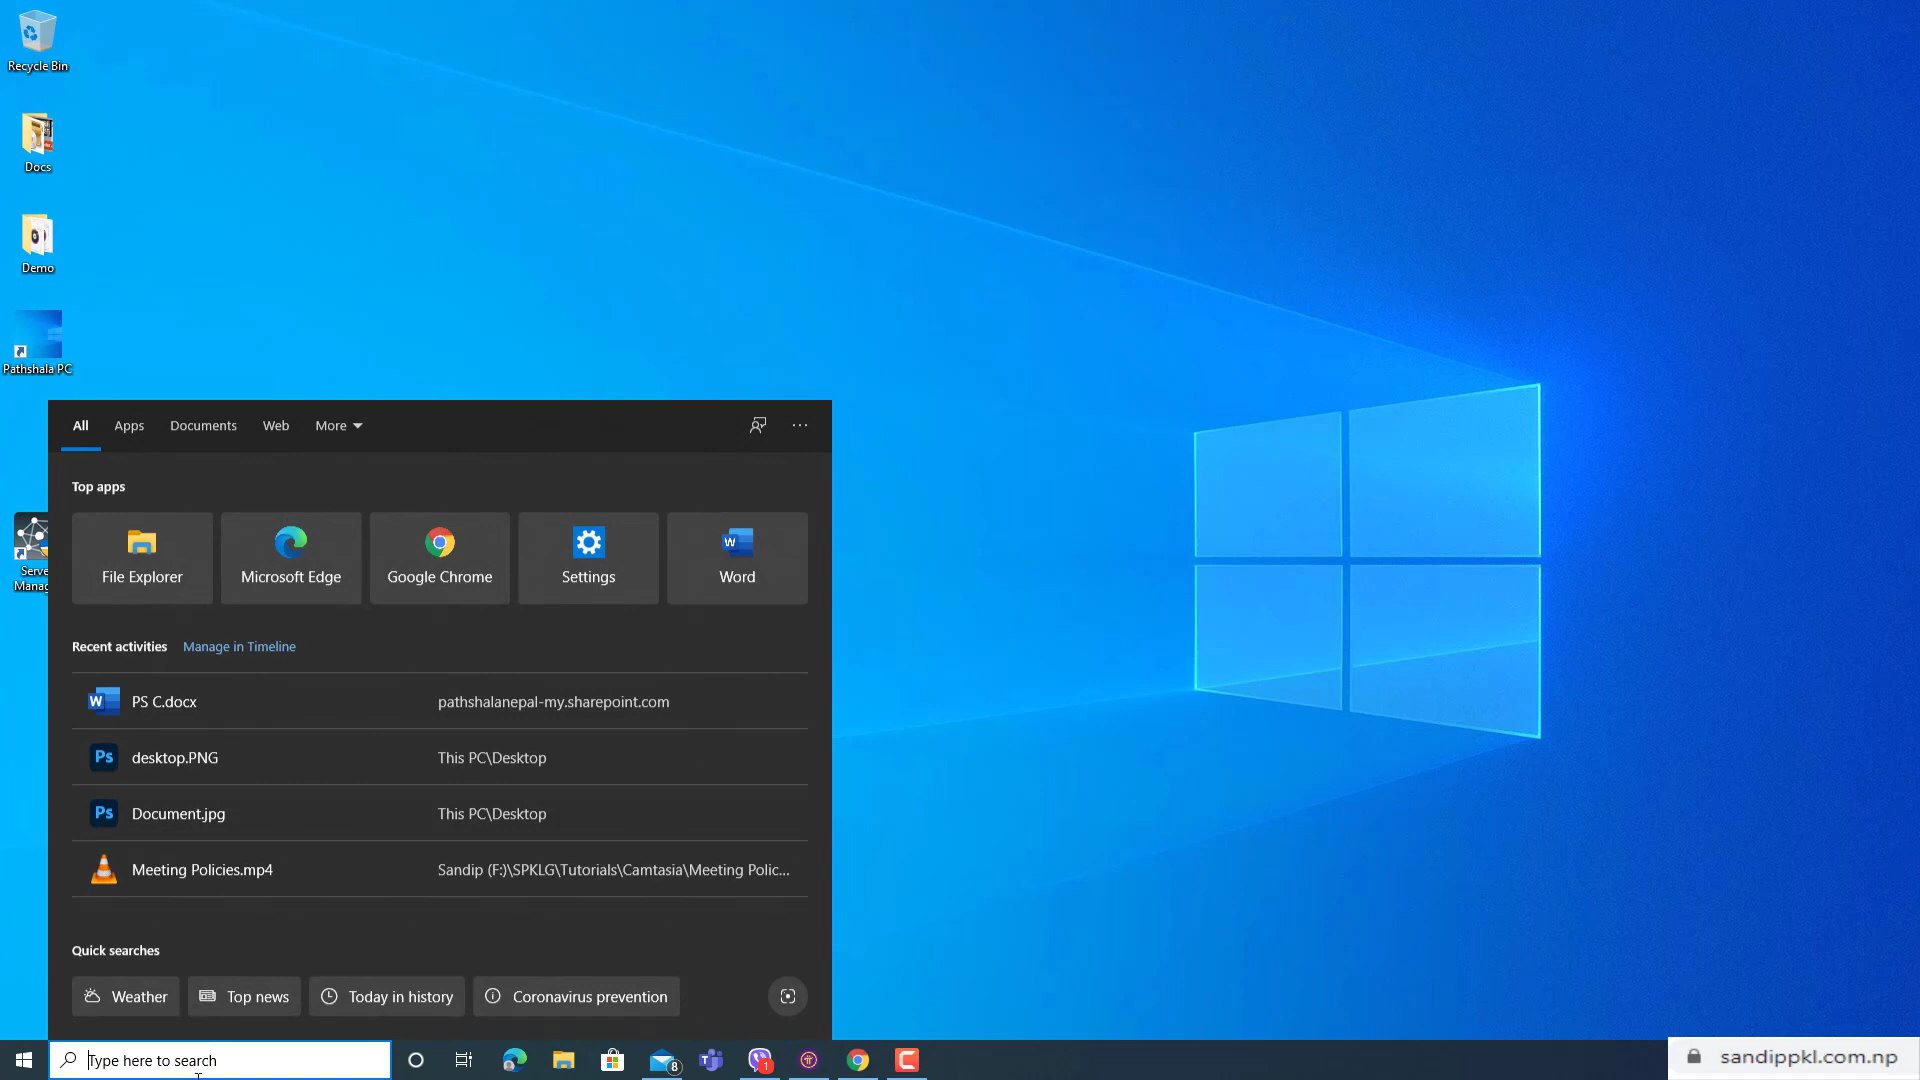 Recycle Bin
Docs
Demo
Pathshala PC
Serve
Manag
All Apps Documents Web More
Top apps
File Explorer Microsoft Edge Google Chrome Settings Word
Recent activities Manage in Timeline
PS C.docx pathshalanepal-my.sharepoint.com
desktop.PNG This PC\Desktop
Document.jpg This PC\Desktop
Meeting Policies.mp4 Sandip (F:)\SPKLG\Tutorials\Camtasia\Meeting Polic...
Quick searches
Weather Top news Today in history Coronavirus prevention
Type here to search
8
1
sandippkl.com.np